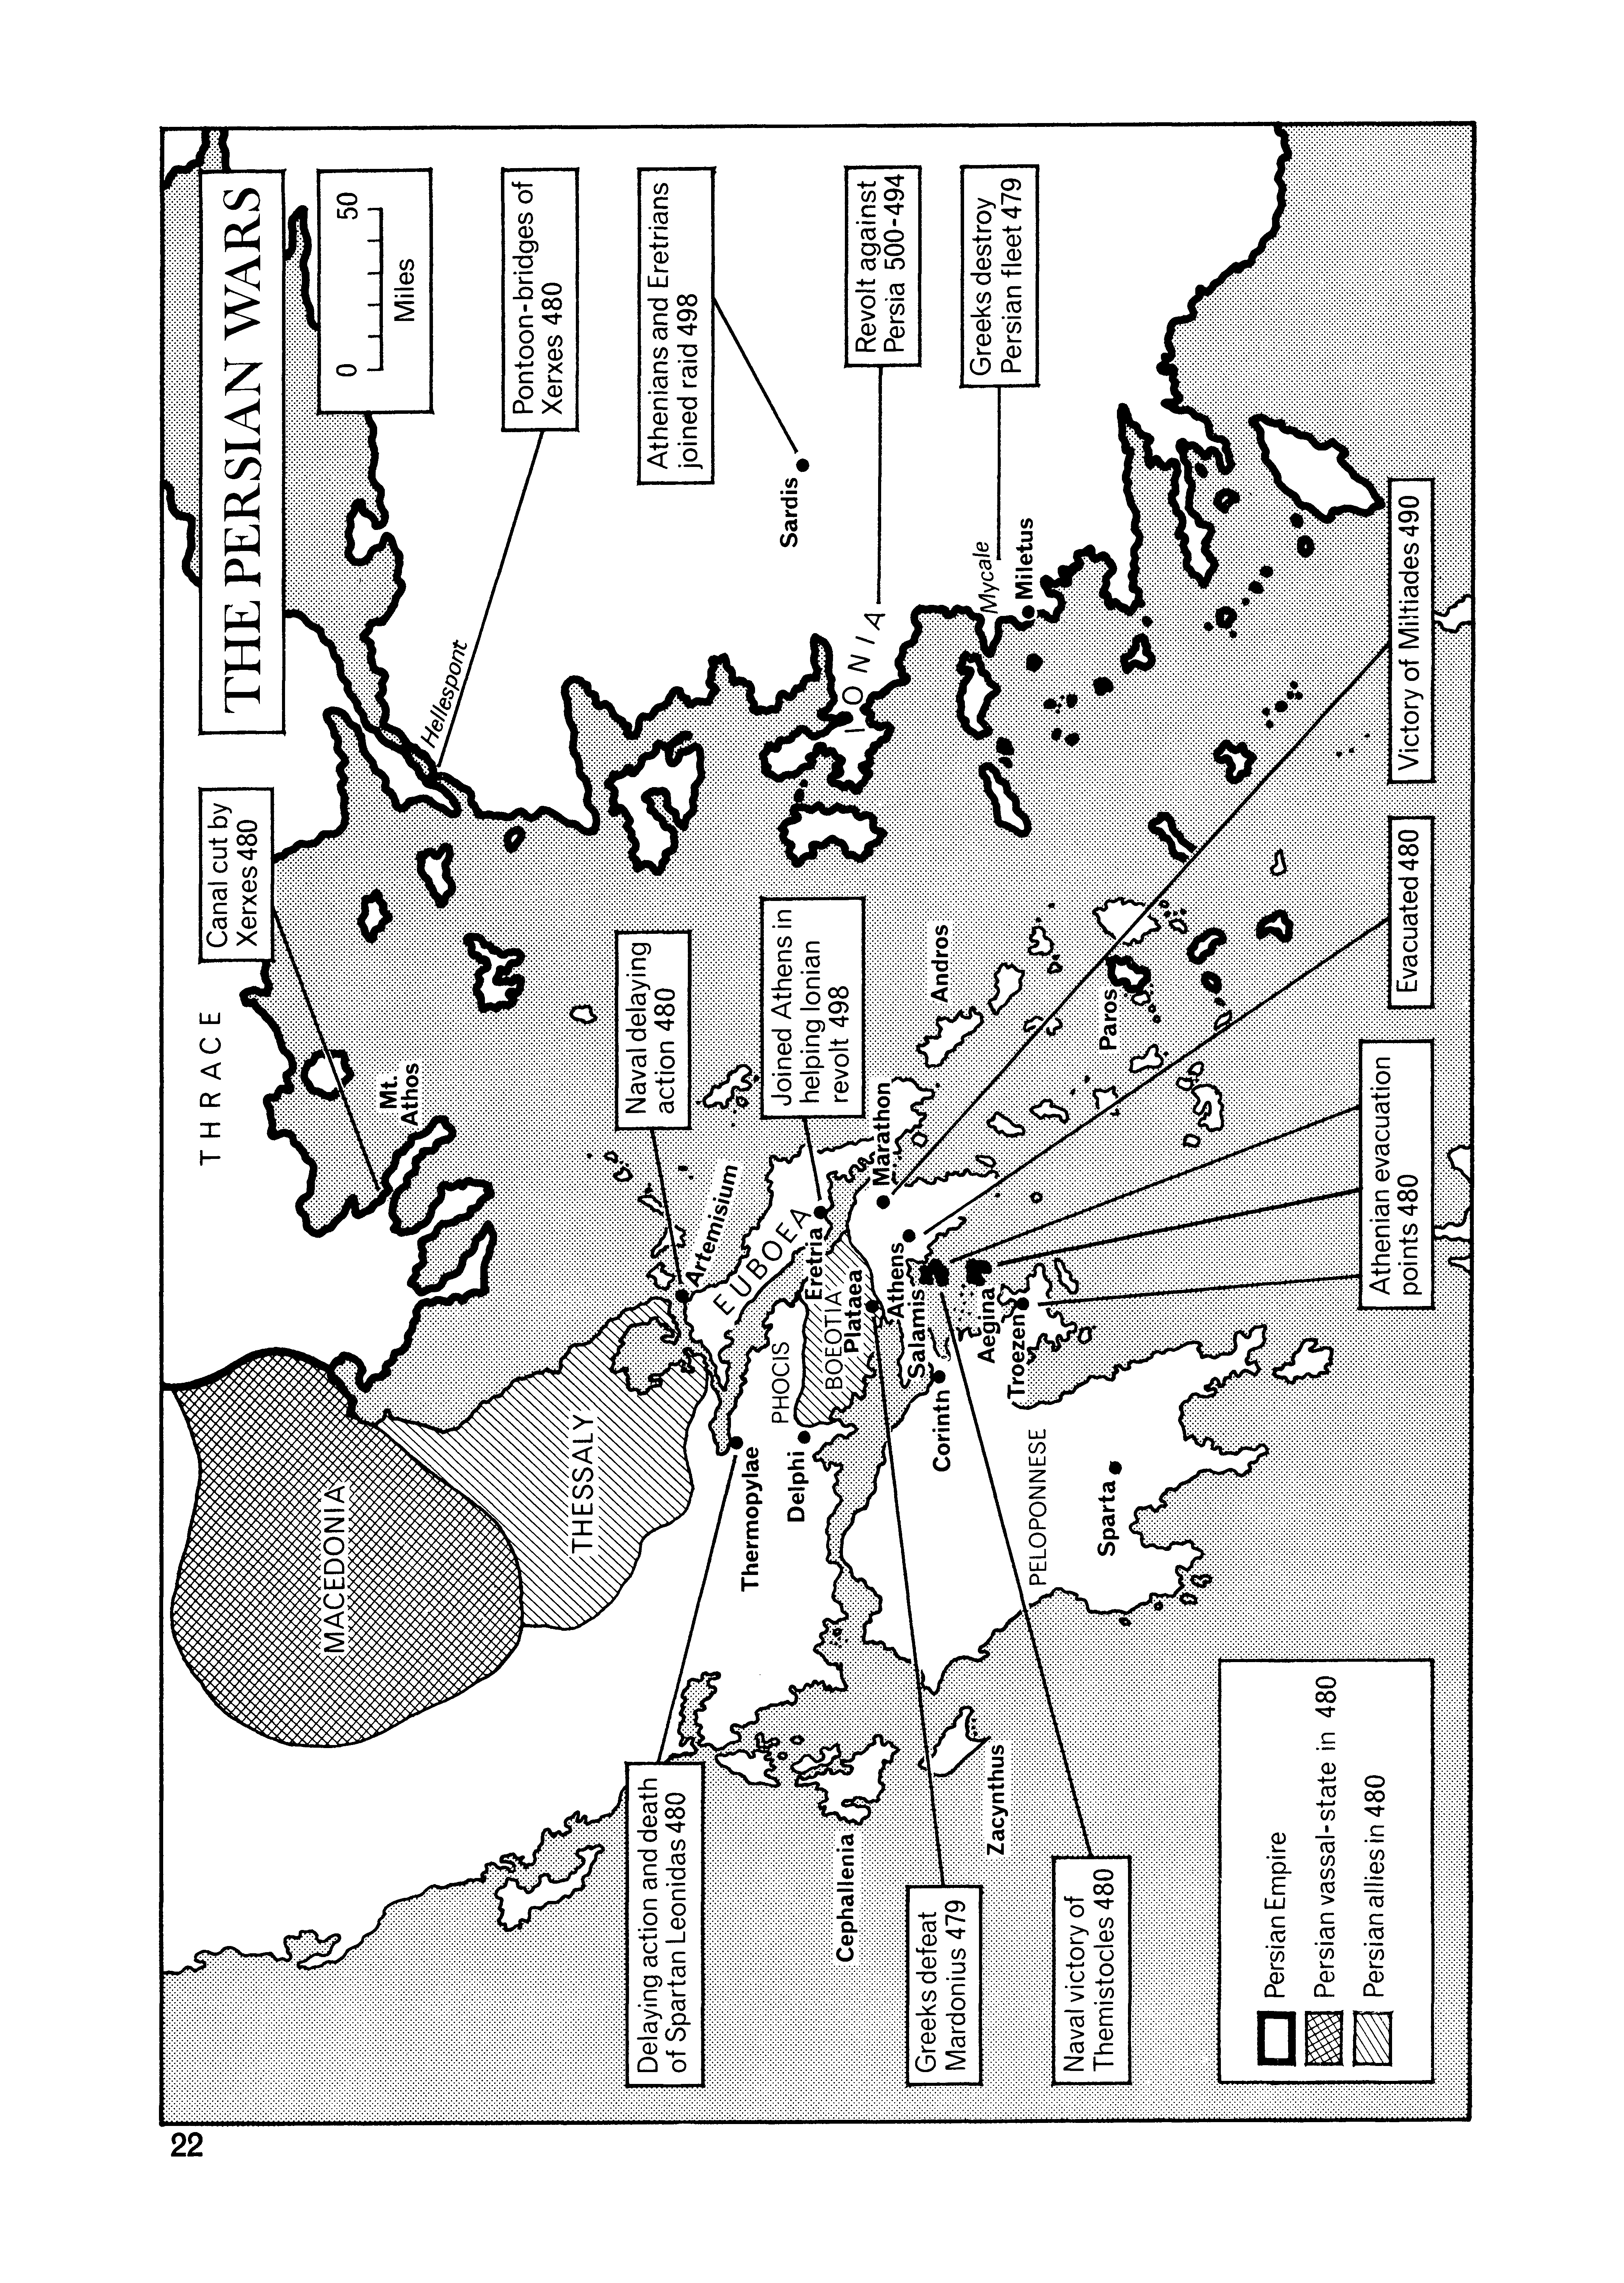 THE PERSIAN WARS
0 50
Miles
Canal cut by
Xerxes 480
Pontoon-bridges of
Xerxes 480
Athenians and Eretrians
joined raid 498
Revolt against
Persia 500-494
Greeks destroy
Persian fleet 479
THRACE
MACEDONIA
Mt.
Athos
Hellespont
THESSALY
Naval delaying
action 480
Joined Athens in
helping Ionian
revolt 498
Artemisium
EUBOEA
Eretria
Sardis
IONIA
Mycale
Miletus
Thermopylae
PHOCIS
Delphi
BOEOTIA
Plataea
Marathon
Athens
Salamis
Aegina
Troezen
Corinth
Andros
Paros
PELOPONNESE
Sparta
Cephallenia
Zacynthus
Delaying action and death
of Spartan Leonidas 480
Greeks defeat
Mardonius 479
Naval victory of
Themistocles 480
Athenian evacuation
points 480
Evacuated 480
Victory of Miltiades 490
Persian Empire
Persian vassal-state in 480
Persian allies in 480
22